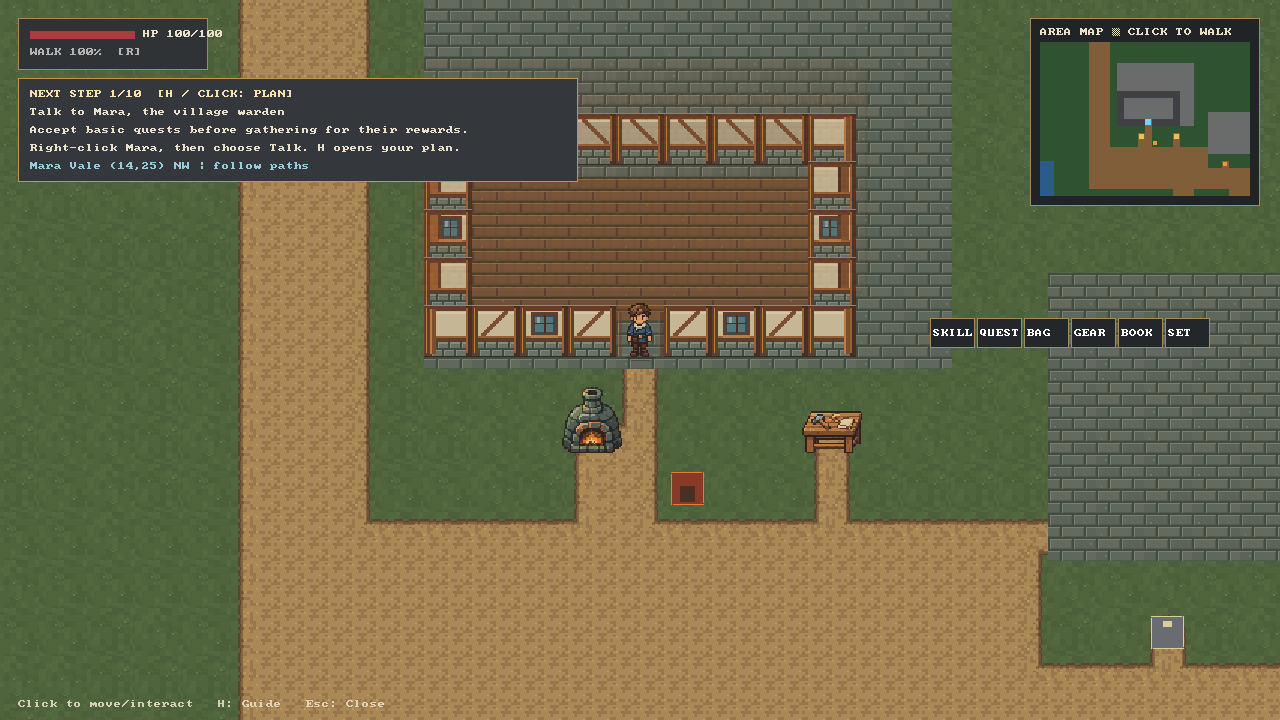 HP 100/100
WALK 100% [R]
NEXT STEP 1/10 [H / CLICK: PLAN]
Talk to Mara, the village warden
Accept basic quests before gathering for their rewards.
Right-click Mara, then choose Talk. H opens your plan.
Mara Vale (14,25) NW ¦ follow paths
AREA MAP ▒ CLICK TO WALK
SKILL QUEST BAG GEAR BOOK SET
Click to move/interact H: Guide Esc: Close